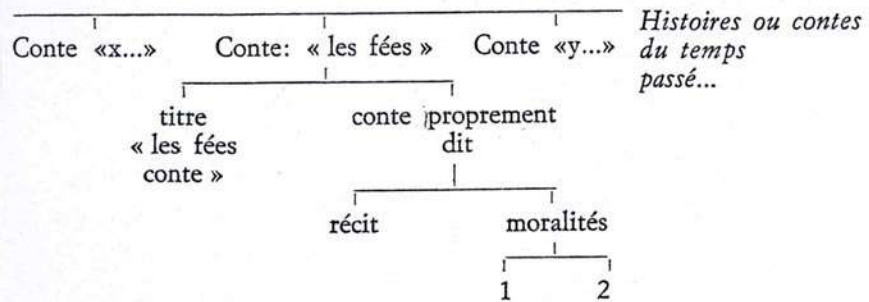 Histoires ou contes
Conte «x...» Conte: « les fées » Conte «y...» du temps
passé...
titre conte proprement
« les fées dit
conte »
récit moralités
1 2